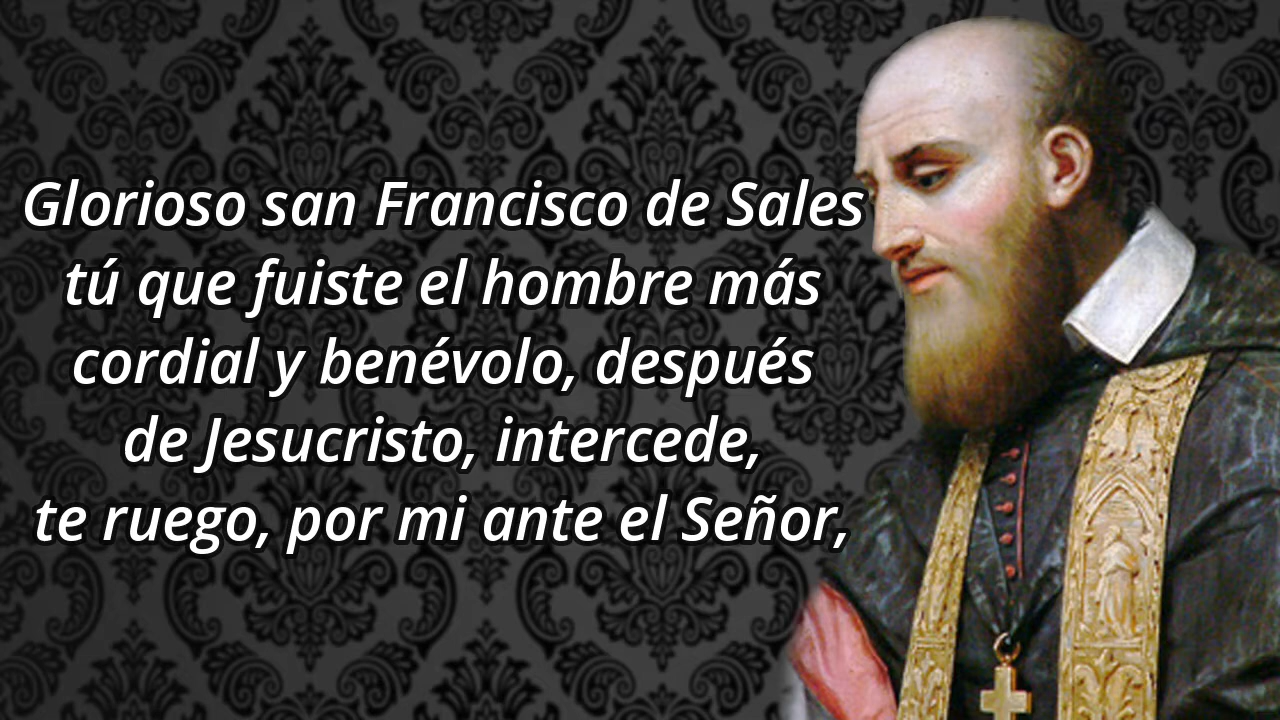 Glorioso san Francisco de Sales
tú que fuiste el hombre más
cordial y benévolo, después
de Jesucristo, intercede,
te ruego, por mi ante el Señor,